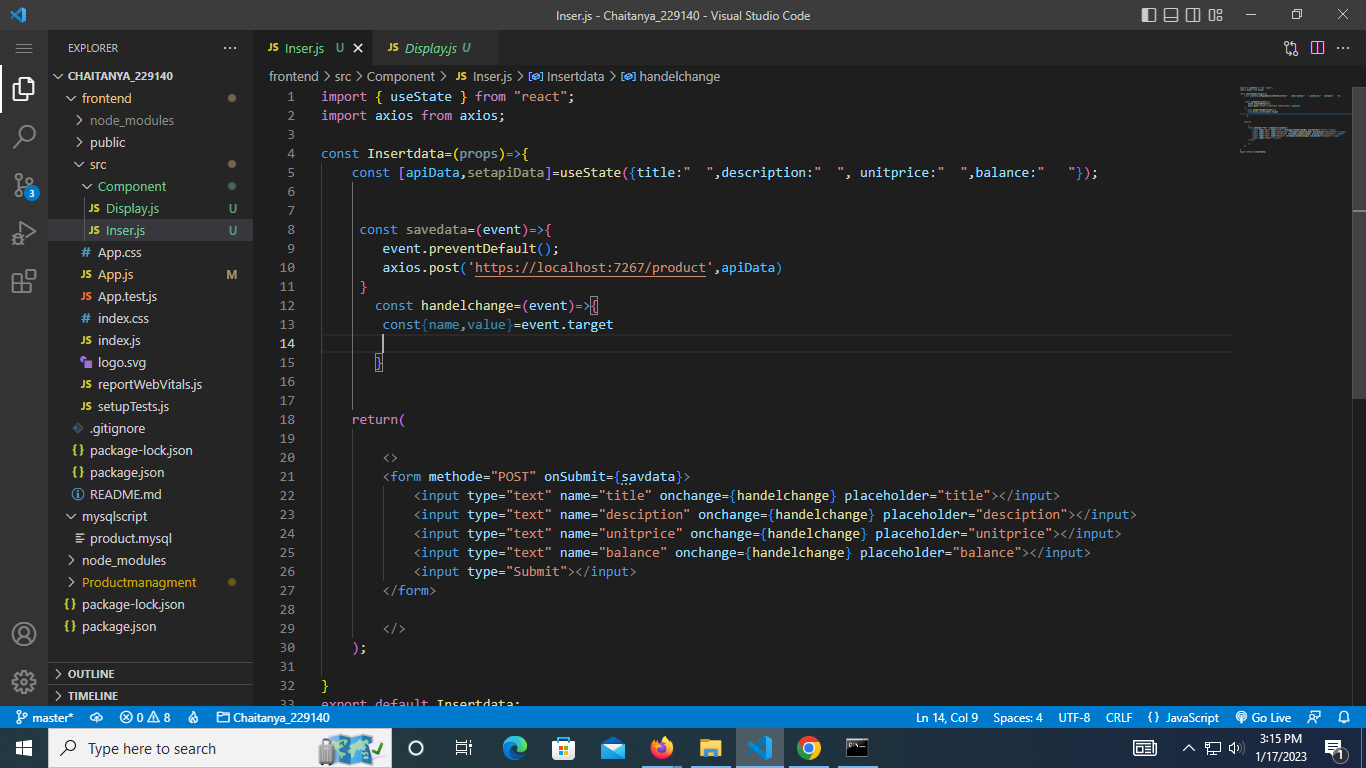 Inser.js - Chaitanya_229140 - Visual Studio Code
EXPLORER
JS Inser.js U
JS Display.js U
CHAITANYA_229140
frontend > src > Component > JS Inser.js > Insertdata > handelchange
frontend
node_modules
public
src
Component
JS Display.js U
JS Inser.js U
# App.css
JS App.js M
JS App.test.js
# index.css
JS index.js
logo.svg
JS reportWebVitals.js
JS setupTests.js
.gitignore
{} package-lock.json
{} package.json
README.md
mysqlscript
product.mysql
node_modules
Productmanagment
{} package-lock.json
{} package.json
OUTLINE
TIMELINE
3
1 import { useState } from "react";
2 import axios from axios;
3
4 const Insertdata=(props)=>{
5 const [apiData,setapiData]=useState({title:"  ",description:"  ", unitprice:"  ",balance:"   "});
6
7
8 const savedata=(event)=>{
9 event.preventDefault();
10 axios.post('https://localhost:7267/product',apiData)
11 }
12 const handelchange=(event)=>{
13 const{name,value}=event.target
14
15 }
16
17
18 return(
19
20 <>
21 <form methode="POST" onSubmit={savdata}>
22 <input type="text" name="title" onchange={handelchange} placeholder="title"></input>
23 <input type="text" name="desciption" onchange={handelchange} placeholder="desciption"></input>
24 <input type="text" name="unitprice" onchange={handelchange} placeholder="unitprice"></input>
25 <input type="text" name="balance" onchange={handelchange} placeholder="balance"></input>
26 <input type="Submit"></input>
27 </form>
28
29 </>
30 );
31
32 }
33 export default Insertdata;
master* 0 8 Chaitanya_229140 Ln 14, Col 9 Spaces: 4 UTF-8 CRLF {} JavaScript Go Live
Type here to search
3:15 PM
1/17/2023
1